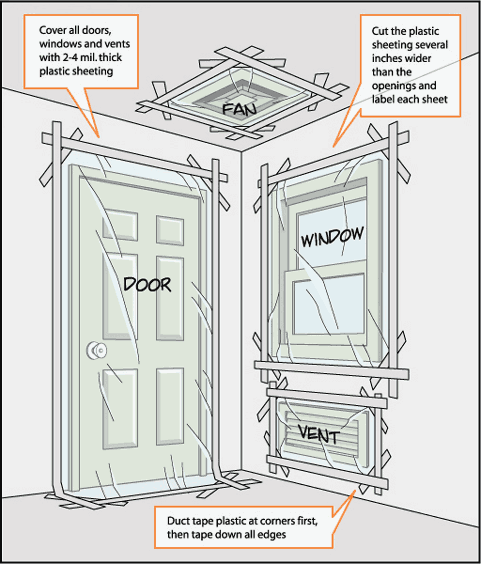 Cover all doors,
windows and vents
with 2-4 mil. thick
plastic sheeting
Cut the plastic
sheeting several
inches wider
than the
openings and
label each sheet
FAN
DOOR
WINDOW
VENT
Duct tape plastic at corners first,
then tape down all edges